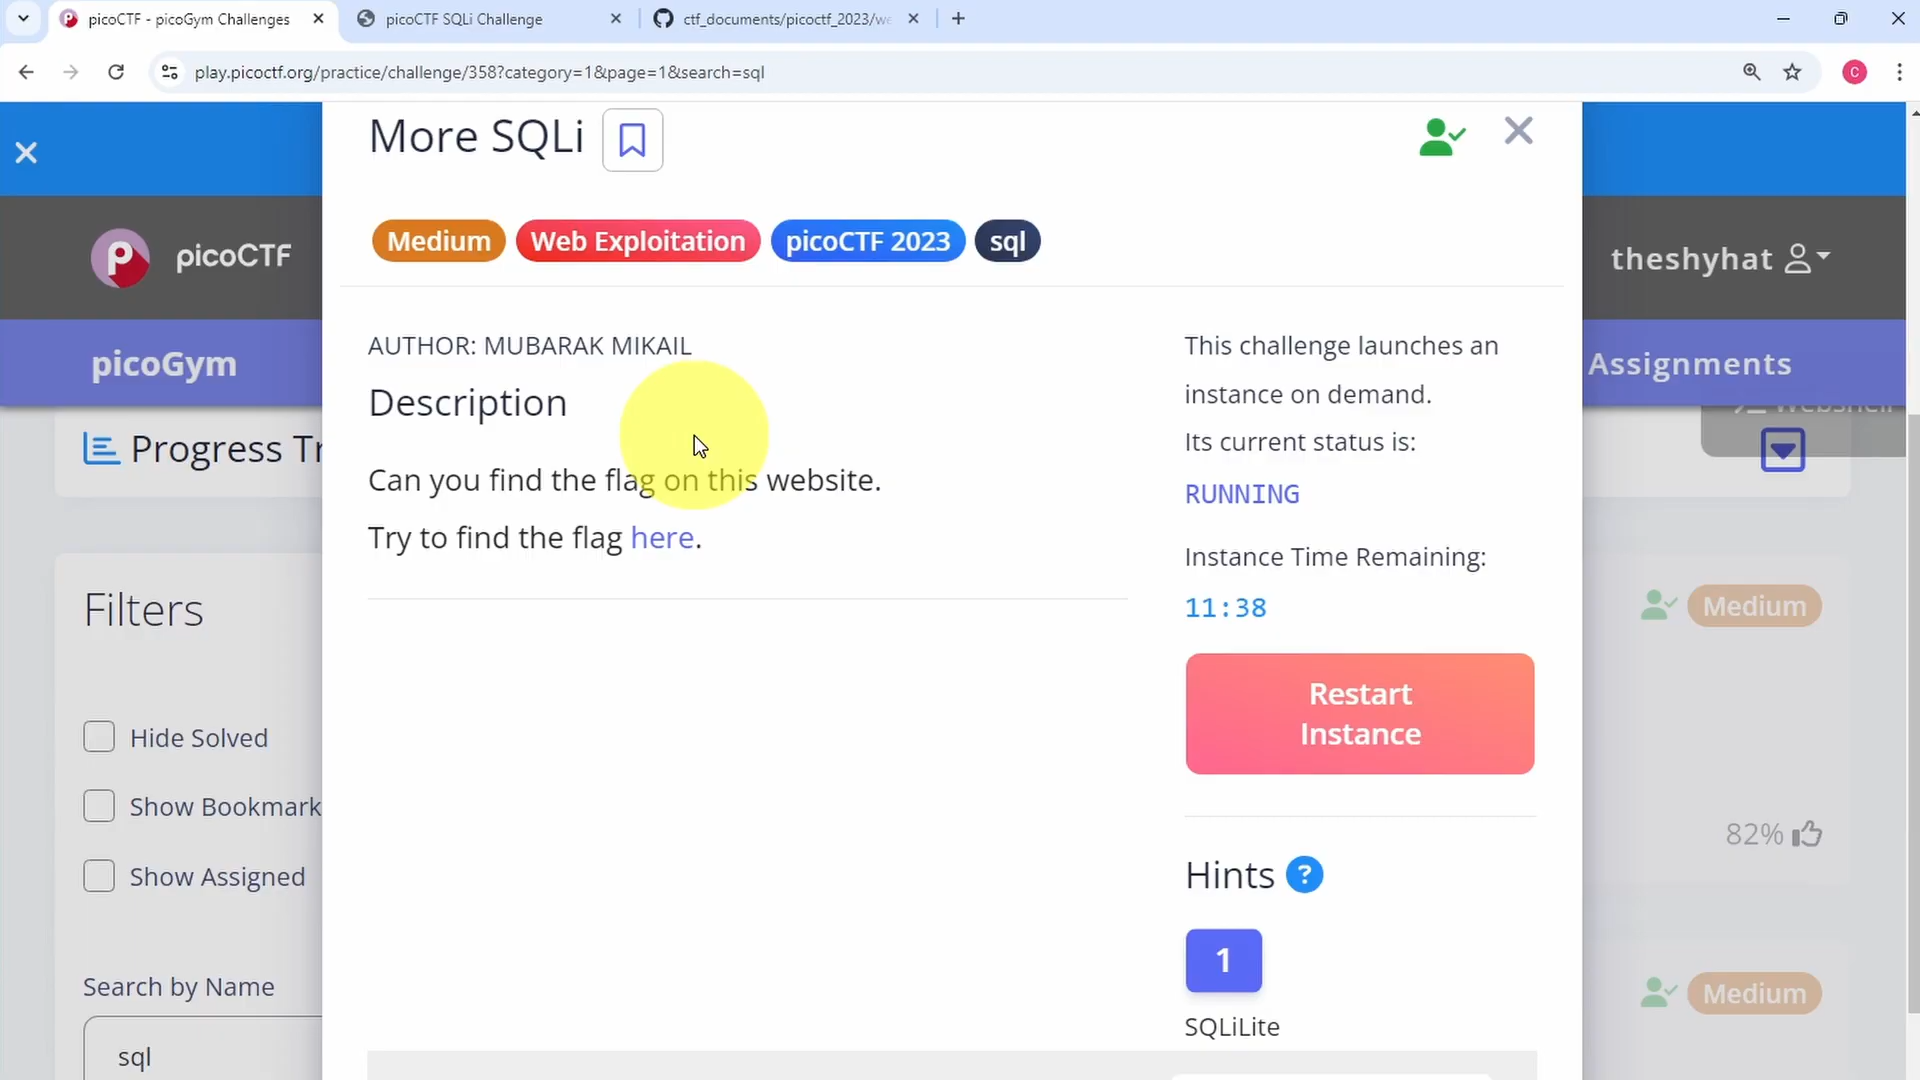 picoCTF - picoGym Challenges
picoCTF SQLi Challenge
ctf_documents/picoctf_2023/we
play.picoctf.org/practice/challenge/358?category=1&page=1&search=sql
C
More SQLi
Medium
Web Exploitation
picoCTF 2023
sql
picoCTF
theshyhat
picoGym
Assignments
Webshell
AUTHOR: MUBARAK MIKAIL
Description
Can you find the flag on this website.
Try to find the flag here.
This challenge launches an
instance on demand.
Its current status is:
RUNNING
Instance Time Remaining:
11:38
Restart
Instance
Hints ?
1
SQLiLite
Progress Tr
Filters
Hide Solved
Show Bookmark
Show Assigned
Search by Name
sql
Medium
82%
Medium